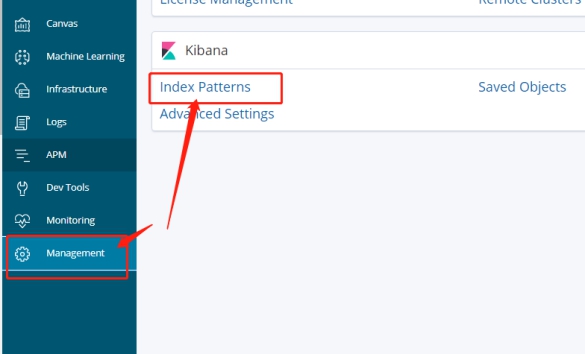 License Management
Remote Clusters
Canvas
Machine Learning
Infrastructure
Logs
APM
Dev Tools
Monitoring
Management
Kibana
Index Patterns
Saved Objects
Advanced Settings